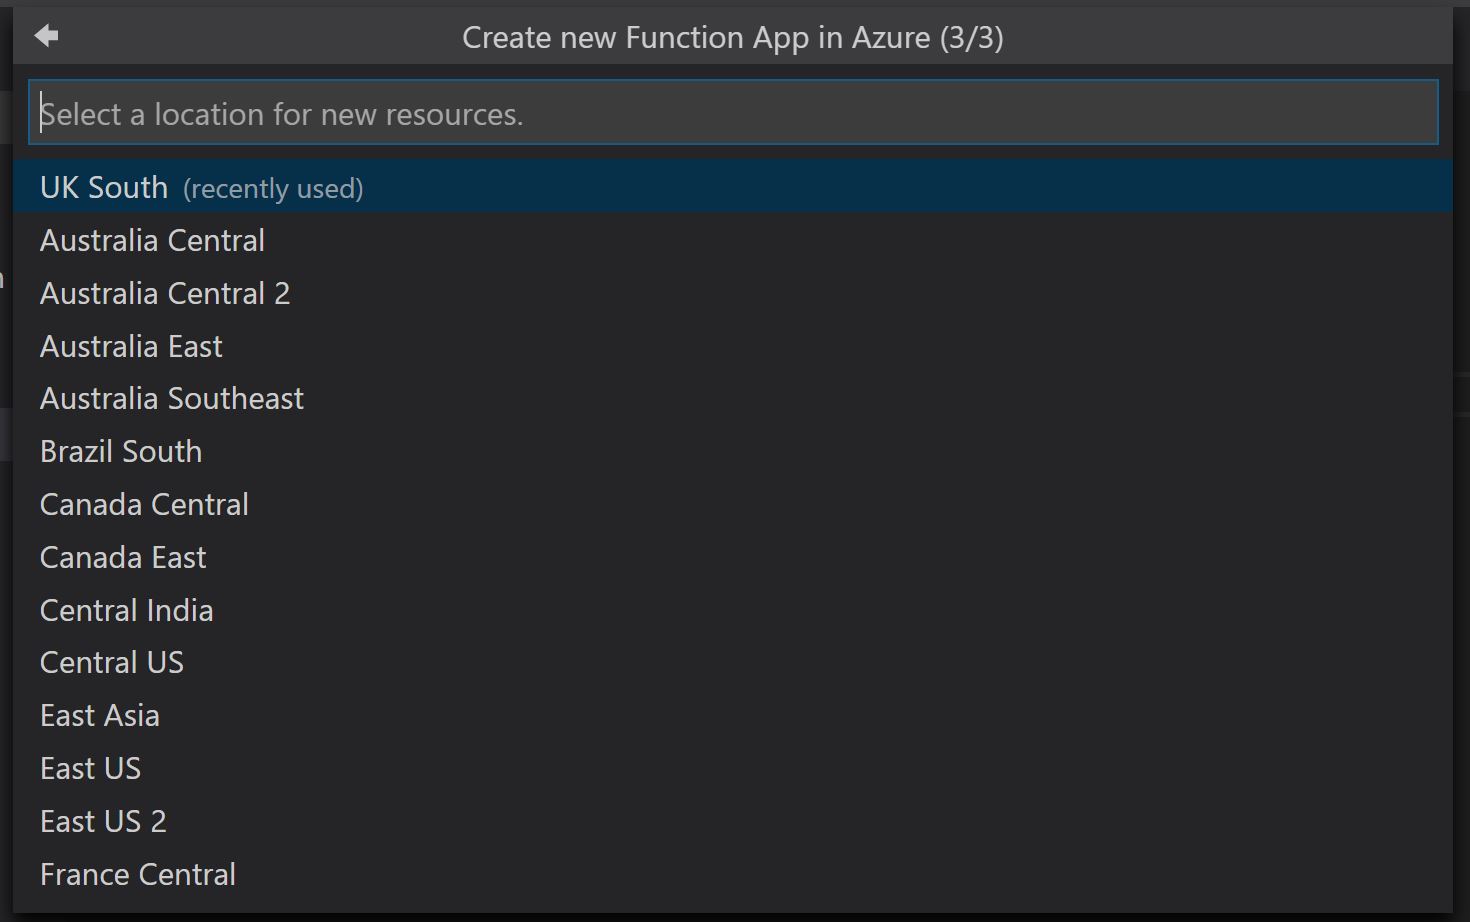 Create new Function App in Azure (3/3)
Select a location for new resources.
UK South (recently used)
Australia Central
Australia Central 2
Australia East
Australia Southeast
Brazil South
Canada Central
Canada East
Central India
Central US
East Asia
East US
East US 2
France Central